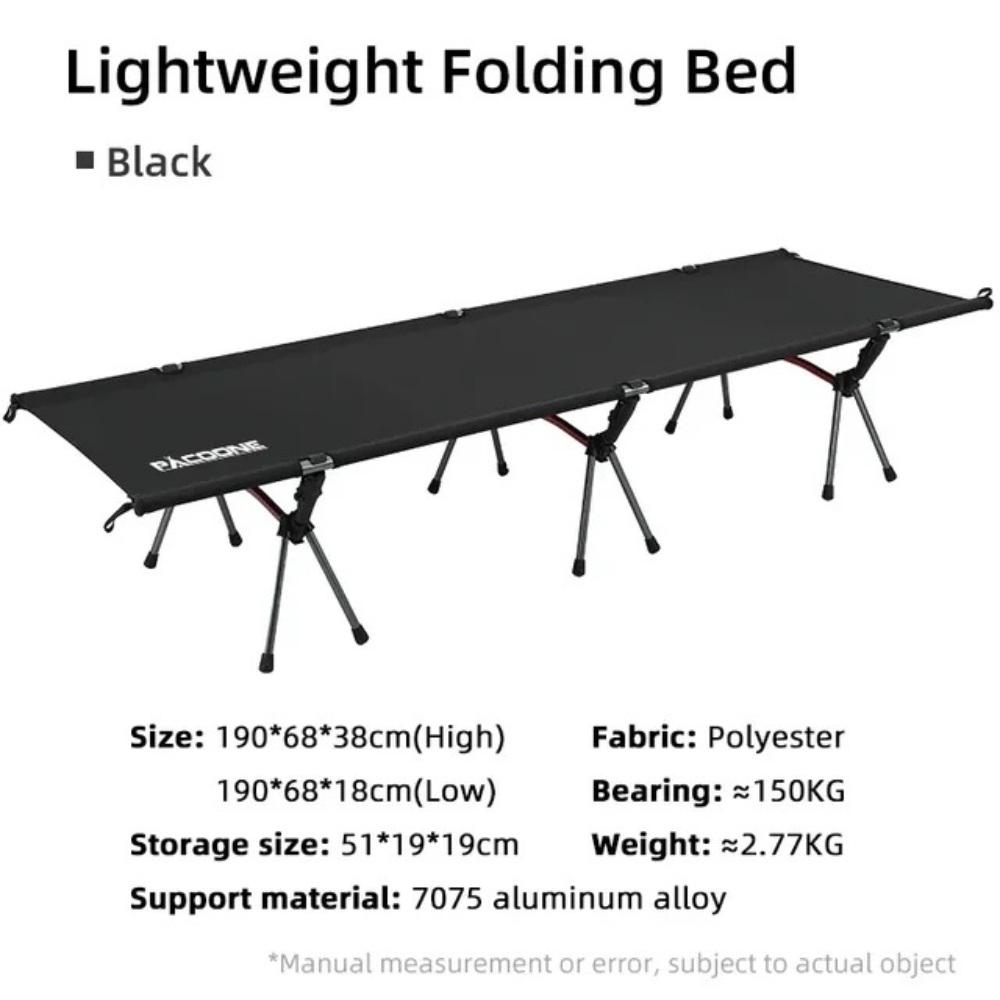 Lightweight Folding Bed
Black
PACOONE
Size: 190*68*38cm(High)
190*68*18cm(Low)
Storage size: 51*19*19cm
Support material: 7075 aluminum alloy
Fabric: Polyester
Bearing: ≈150KG
Weight: ≈2.77KG
*Manual measurement or error, subject to actual object